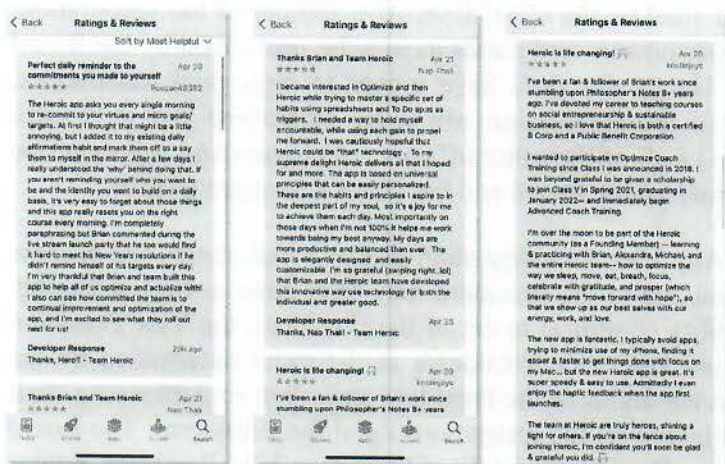 Back Ratings & Reviews
Sort by Most Helpful
Perfect daily reminder to the Apr 20
commitments you made to yourself
The Heroic app asks you every single morning
to re-commit to your virtues and micro goals/
targets. At first I thought that might be a little
annoying, but I added it to my existing daily
affirmations habit and mark them off as a say
them to myself in the mirror. After a few days I
really understood the 'why' behind doing that. If
you aren't reminding yourself who you want to
be and the identity you want to build on a daily
basis, it's very easy to forget about those things
and this app really resets you on the right
course every morning. I'm completely
paraphrasing but Brian commented during the
live stream launch party that he too would find
it hard to meet his New Years resolutions if he
didn't remind himself of his targets every day.
I'm very thankful that Brian and team built this
app to help all of us optimize and actualize with!
I also can see how committed the team is to
continual improvement and optimization of the
app, and I'm excited to see what they roll out
next for us!
Developer Response 22h ago
Thanks, Hero!! - Team Heroic
Thanks Brian and Team Heroic Apr 21
Nap Thali
Search
Back Ratings & Reviews
Thanks Brian and Team Heroic Apr 21
Nap Thali
I became interested in Optimize and then
Heroic while trying to master a specific set of
habits using spreadsheets and To Do apps as
triggers. I needed a way to hold myself
accountable, while using each gain to propel
me forward. I was cautiously hopeful that
Heroic could be "that" technology. To my
supreme delight Heroic delivers all that I hoped
for and more. The app is based on universal
principles that can be easily personalized.
These are the habits and principles I aspire to in
the deepest part of my soul, so it's a joy for me
to achieve them each day. Most importantly on
those days when I'm not 100% it helps me work
towards being my best anyway. My days are
more productive and balanced than ever. The
app is elegantly designed and easily
customizable. I'm so grateful (swiping right..lol)
that Brian and the Heroic team have developed
this innovative way use technology for both the
individual and greater good.
Developer Response Apr 25
Thanks, Nap Thali! - Team Heroic
Heroic is life changing! Apr 20
kristinjoys
I've been a fan & follower of Brian's work since
stumbling upon Philosopher's Notes 8+ years
Search
Back Ratings & Reviews
Heroic is life changing! Apr 20
kristinjoys
I've been a fan & follower of Brian's work since
stumbling upon Philosopher's Notes 8+ years
ago. I've devoted my career to teaching courses
on social entrepreneurship & sustainable
business, so I love that Heroic is both a certified
B Corp and a Public Benefit Corporation.
I wanted to participate in Optimize Coach
Training since Class I was announced in 2018. I
was beyond grateful to be given a scholarship
to join Class V in Spring 2021, graduating in
January 2022— and immediately begin
Advanced Coach Training.
I'm over the moon to be part of the Heroic
community (as a Founding Member) — learning
& practicing with Brian, Alexandra, Michael, and
the entire Heroic team— how to optimize the
way we sleep, move, eat, breath, focus,
celebrate with gratitude, and prosper (which
literally means "move forward with hope"), so
that we show up as our best selves with our
energy, work, and love.
The new app is fantastic. I typically avoid apps,
trying to minimize use of my iPhone, finding it
easier & faster to get things done with focus on
my Mac... but the new Heroic app is great. It's
super speedy & easy to use. Admittedly I even
enjoy the haptic feedback when the app first
launches.
The team at Heroic are truly heroes, shining a
light for others. If you're on the fence about
joining Heroic, I'm confident you'll soon be glad
& grateful you did.